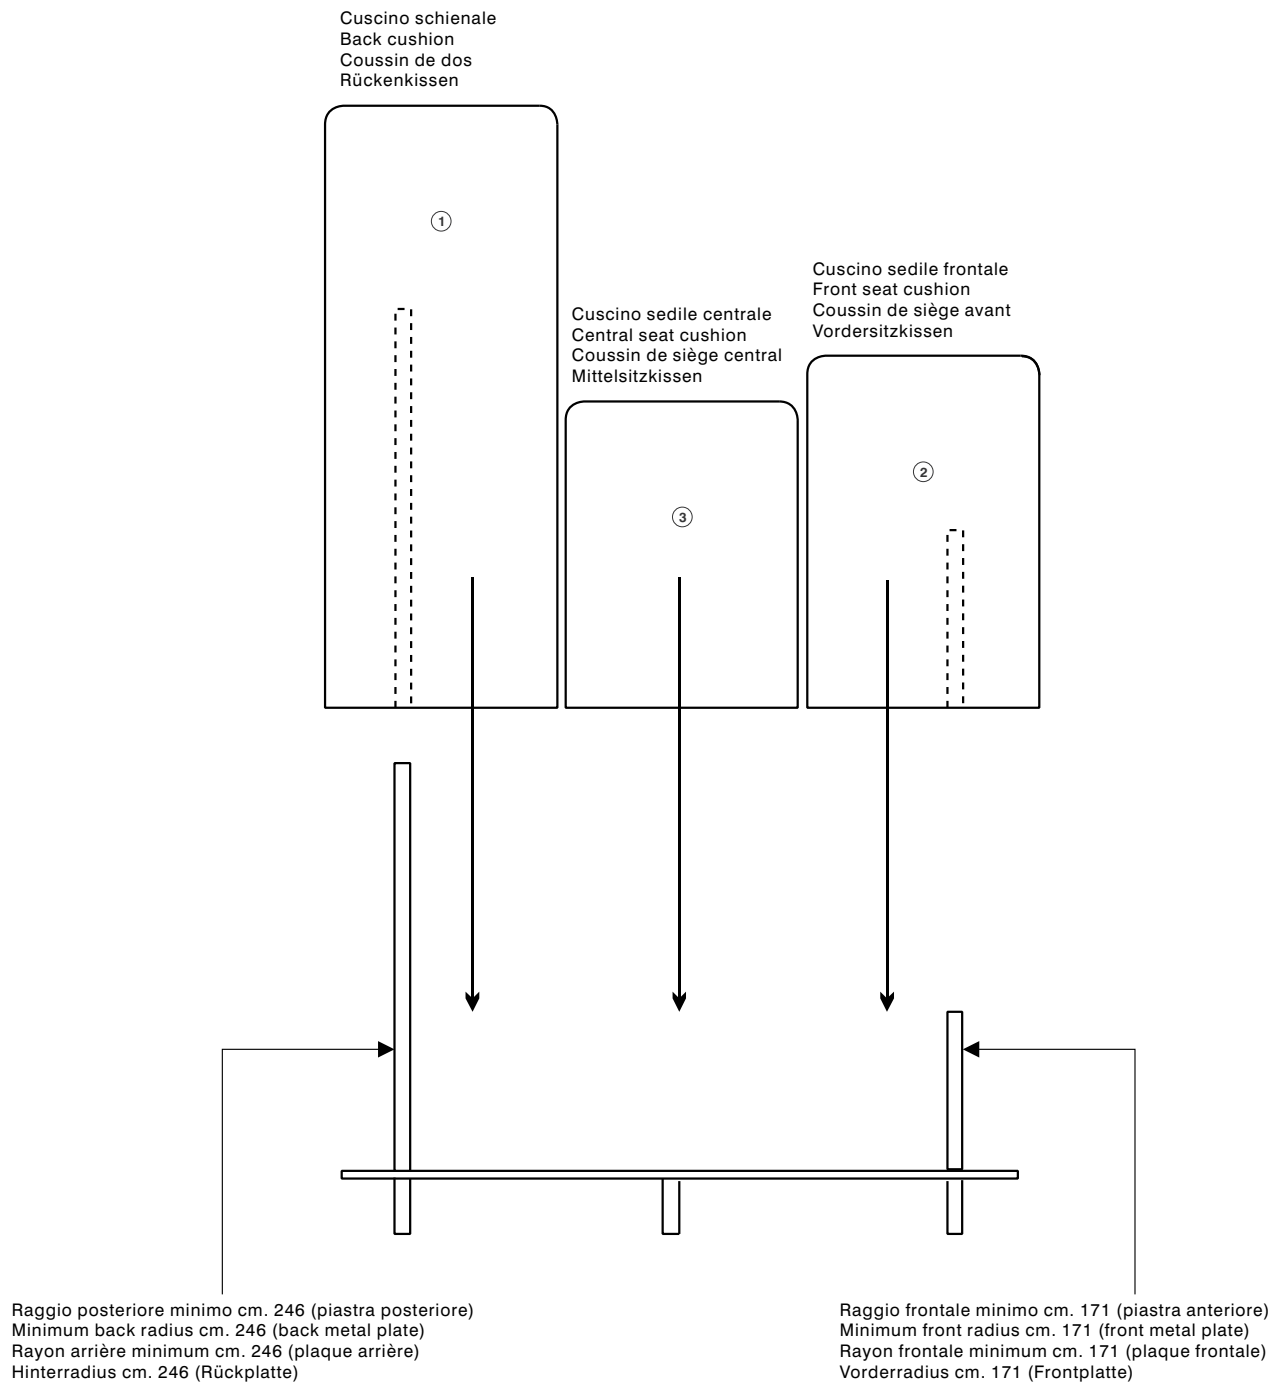 Cuscino schienale
Back cushion
Coussin de dos
Rückenkissen
1
Cuscino sedile frontale
Front seat cushion
Coussin de siège avant
Vordersitzkissen
Cuscino sedile centrale
Central seat cushion
Coussin de siège central
Mittelsitzkissen
2
3
Raggio posteriore minimo cm. 246 (piastra posteriore)
Minimum back radius cm. 246 (back metal plate)
Rayon arrière minimum cm. 246 (plaque arrière)
Hinterradius cm. 246 (Rückplatte)
Raggio frontale minimo cm. 171 (piastra anteriore)
Minimum front radius cm. 171 (front metal plate)
Rayon frontale minimum cm. 171 (plaque frontale)
Vorderradius cm. 171 (Frontplatte)